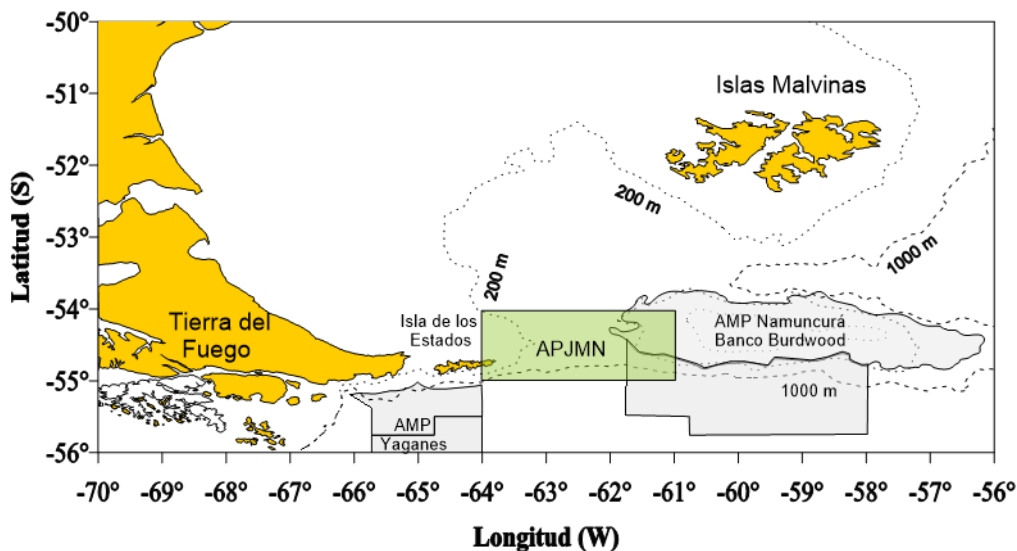 -50°
-51°
-52°
-53°
-54°
-55°
-56°
Latitud (S)
Islas Malvinas
200 m
1000 m
200 m
Tierra del
Fuego
Isla de los
Estados
APJMN
AMP Namuncurá
Banco Burdwood
1000 m
AMP
Yaganes
-70° -69° -68° -67° -66° -65° -64° -63° -62° -61° -60° -59° -58° -57° -56°
Longitud (W)